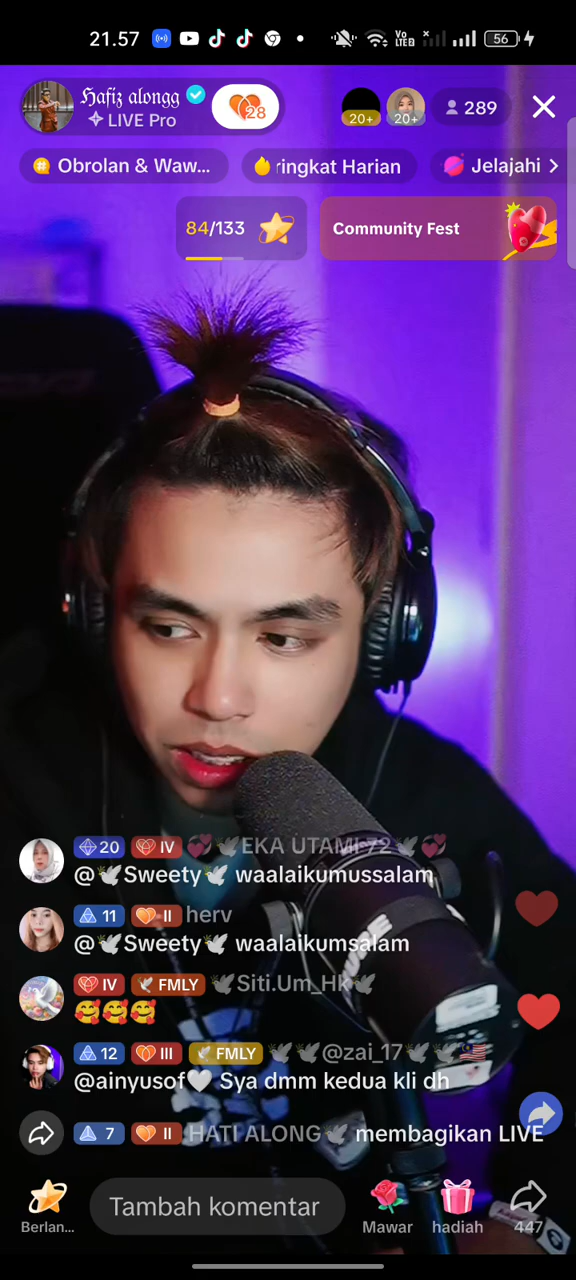 21.57
Vo
LTE 2
56
Hafiz alongg
LIVE Pro
28
20+
20+
289
Obrolan & Waw...
ringkat Harian
Jelajahi
84/133
Community Fest
20 IV EKA UTAMI 72
@🕊Sweety🕊 waalaikumussalam
11 II herv
@🕊Sweety🕊 waalaikumsalam
IV FMLY 🕊Siti.Um_Hk🕊
🥰🥰🥰
12 III FMLY 🕊🕊@zai_17🕊🕊🇲🇾
@ainyusof🤍 Sya dmm kedua kli dh
7 II HATI ALONG🕊 membagikan LIVE
Berlan...
Tambah komentar
Mawar
hadiah
447